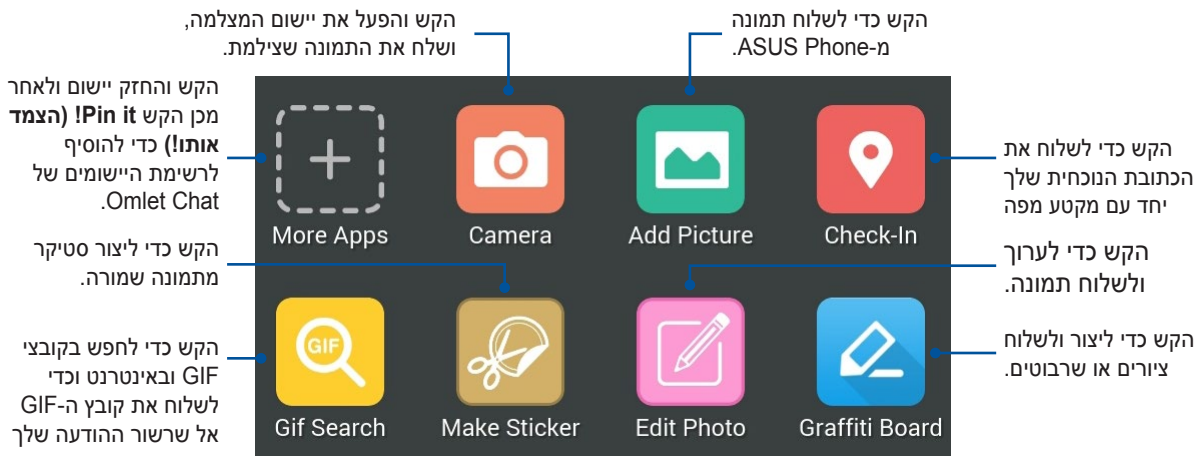 הקש כדי לשלוח תמונה
מ-ASUS Phone.
הקש והפעל את יישום המצלמה,
ושלח את התמונה שצילמת.
הקש והחזק יישום ולאחר
מכן הקש Pin it! (הצמד
אותו!) כדי להוסיף
לרשימת היישומים של
Omlet Chat.
הקש כדי לשלוח את
הכתובת הנוכחית שלך
יחד עם מקטע מפה
More Apps
Camera
Add Picture
Check-In
הקש כדי ליצור סטיקר
מתמונה שמורה.
הקש כדי לערוך
ולשלוח תמונה.
הקש כדי לחפש בקובצי
GIF ובאינטרנט וכדי
לשלוח את קובץ ה-GIF
אל שרשור ההודעה שלך
הקש כדי ליצור ולשלוח
ציורים או שרבוטים.
GIF
Gif Search
Make Sticker
Edit Photo
Graffiti Board